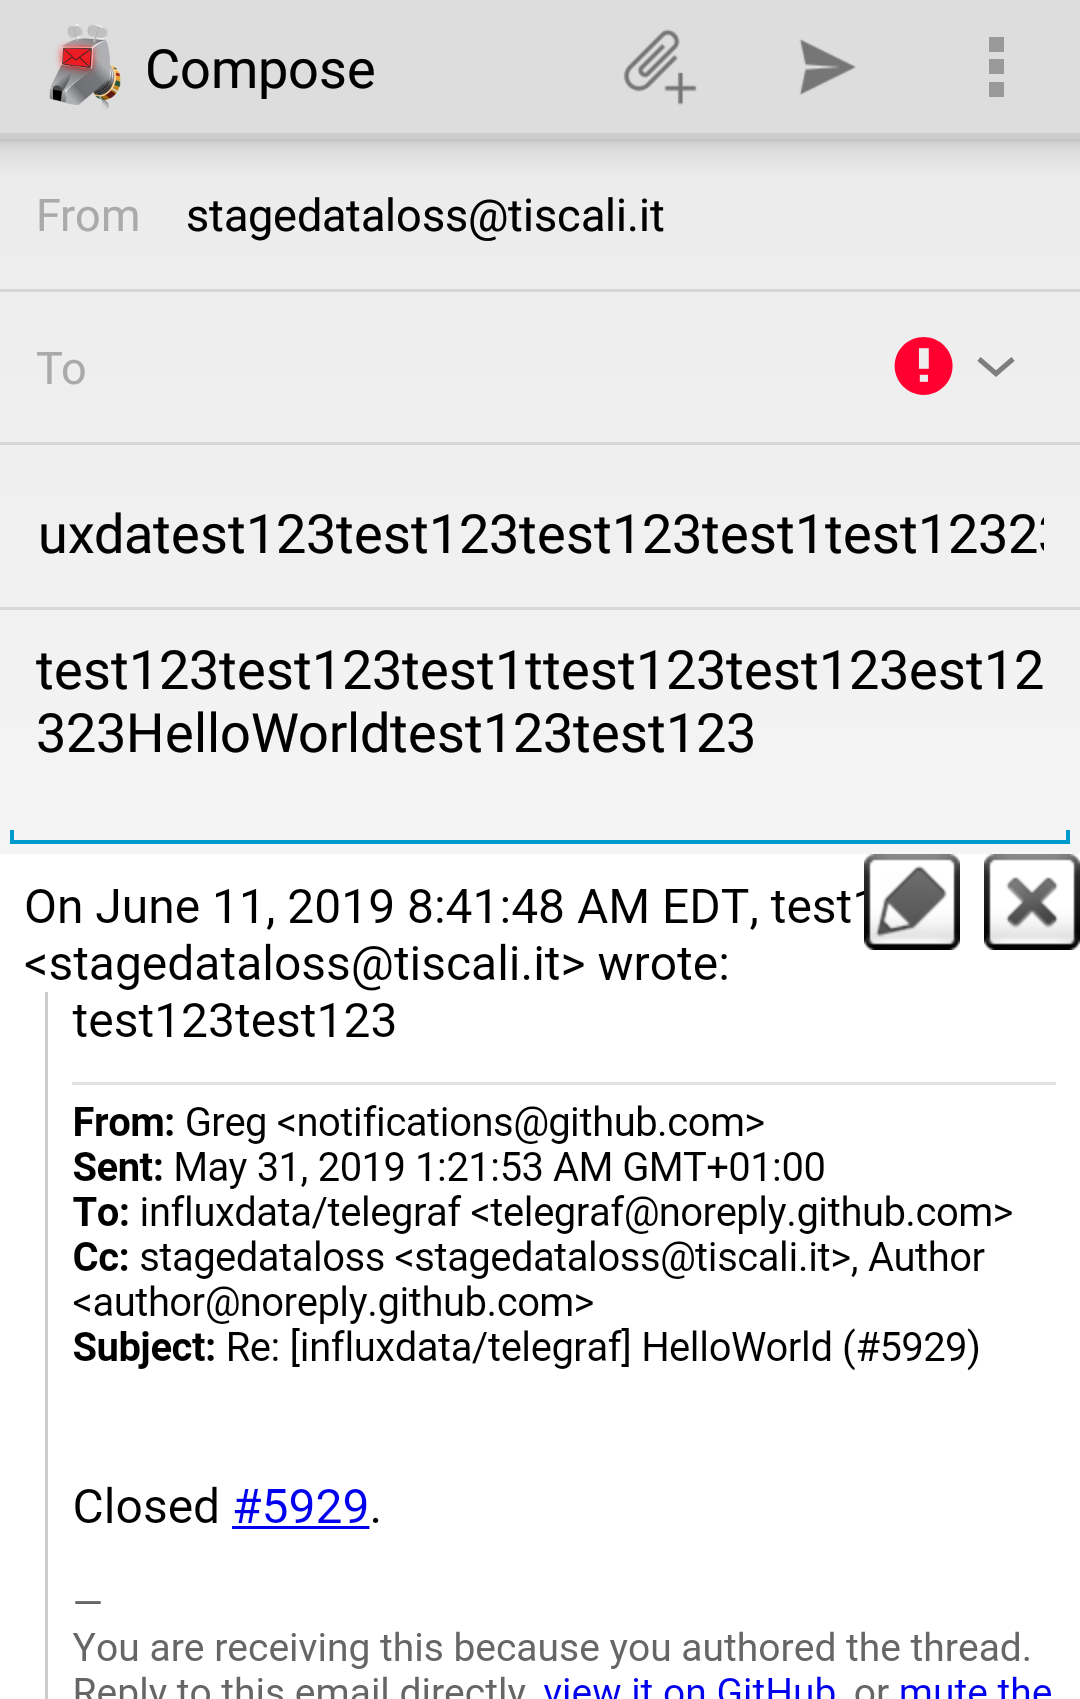 Compose
From stagedataloss@tiscali.it
To
uxdatest123test123test123test1test1232
test123test123test1ttest123test123est12
323HelloWorldtest123test123
On June 11, 2019 8:41:48 AM EDT, test1
<stagedataloss@tiscali.it> wrote:
test123test123
From: Greg <notifications@github.com>
Sent: May 31, 2019 1:21:53 AM GMT+01:00
To: influxdata/telegraf <telegraf@noreply.github.com>
Cc: stagedataloss <stagedataloss@tiscali.it>, Author
<author@noreply.github.com>
Subject: Re: [influxdata/telegraf] HelloWorld (#5929)
Closed #5929.
—
You are receiving this because you authored the thread.
Reply to this email directly, view it on GitHub, or mute the